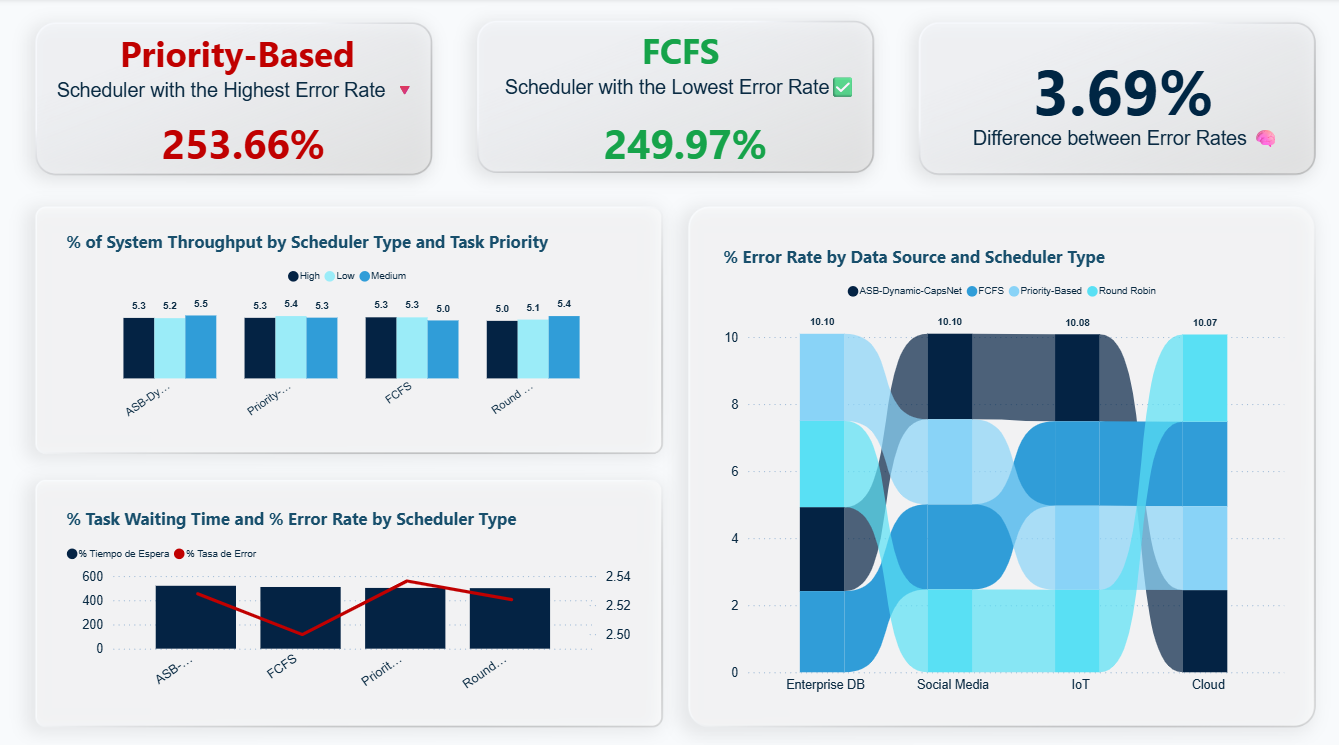 Priority-Based
Scheduler with the Highest Error Rate 🔻
253.66%
FCFS
Scheduler with the Lowest Error Rate ✅
249.97%
3.69%
Difference between Error Rates 🧠
% of System Throughput by Scheduler Type and Task Priority
High Low Medium
5.3 5.2 5.5 5.3 5.4 5.3 5.3 5.3 5.0 5.0 5.1 5.4
ASB-Dy... Priority-... FCFS Round ...
% Task Waiting Time and % Error Rate by Scheduler Type
% Tiempo de Espera % Tasa de Error
600 2.54
400 2.52
200 2.50
0
ASB-... FCFS Priorit... Round...
% Error Rate by Data Source and Scheduler Type
ASB-Dynamic-CapsNet FCFS Priority-Based Round Robin
10.10 10.10 10.08 10.07
10
8
6
4
2
0
Enterprise DB Social Media IoT Cloud